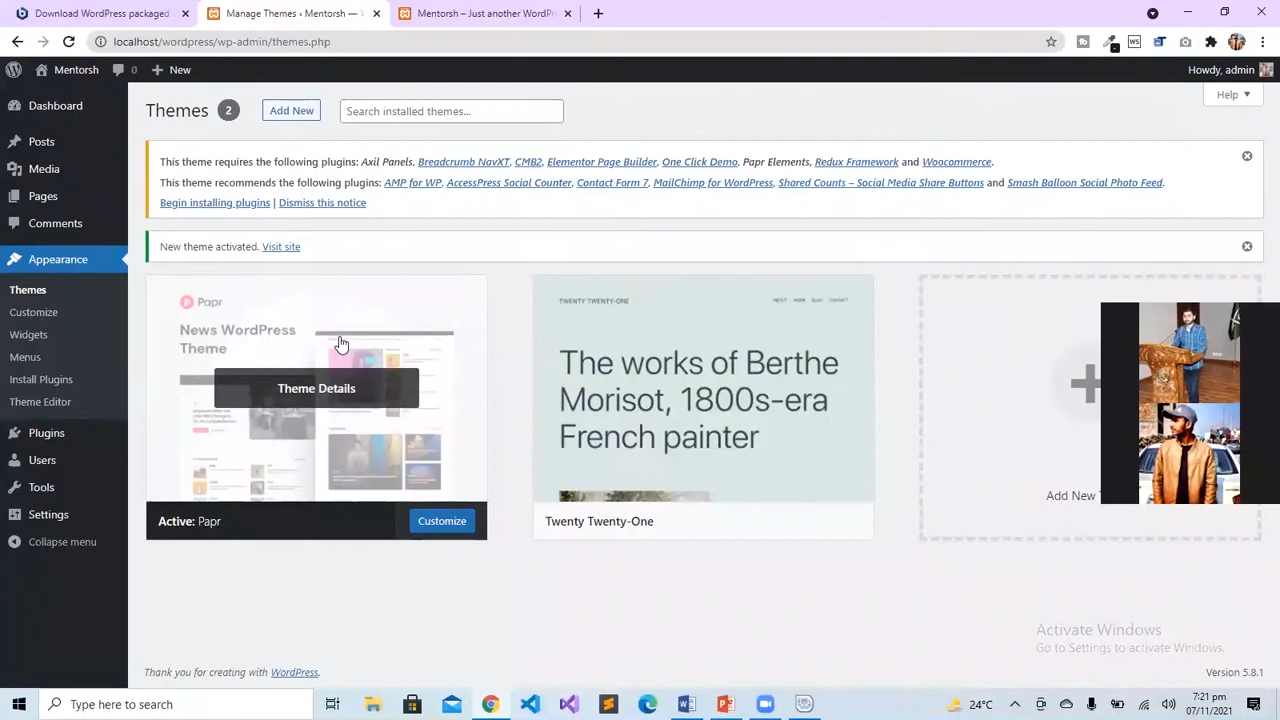 Bitnami: Packaged
Mentorsh –
Mentorsh – Just another WordPr
localhost/wordpress/wp-admin/themes.php
Mentorsh
0
New
Howdy, admin
Dashboard
Posts
Media
Pages
Comments
Appearance
Themes
Customize
Widgets
Menus
Install Plugins
Theme Editor
Plugins
Users
Tools
Settings
Collapse menu
Themes 2
Add New
Search installed themes...
Help
This theme requires the following plugins: Axil Panels, Breadcrumb NavXT, CMB2, Elementor Page Builder, One Click Demo, Papr Elements, Redux Framework and Woocommerce.
This theme recommends the following plugins: AMP for WP, AccessPress Social Counter, Contact Form 7, MailChimp for WordPress, Shared Counts – Social Media Share Buttons and Smash Balloon Social Photo Feed.
Begin installing plugins | Dismiss this notice
New theme activated. Visit site
Papr
News WordPress
Theme
Theme Details
Active: Papr
Customize
TWENTY TWENTY-ONE
ABOUT HOME BLOG CONTACT
The works of Berthe
Morisot, 1800s-era
French painter
Twenty Twenty-One
Add New
Activate Windows
Go to Settings to activate Windows.
Thank you for creating with WordPress.
Version 5.8.1
Type here to search
24°C
7:21 pm
07/11/2021